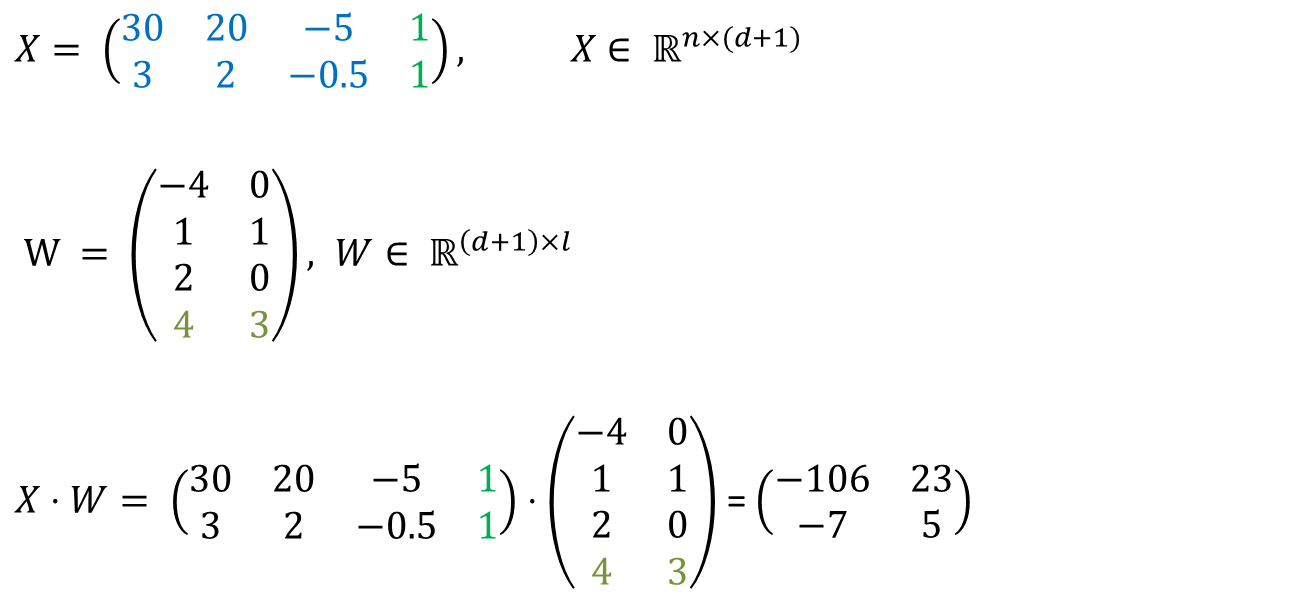 X = (30 20 −5 1
3 2 −0.5 1), X ∈ ℝ^{n×(d+1)}
W = (−4 0
1 1
2 0
4 3), W ∈ ℝ^{(d+1)×l}
X · W = (30 20 −5 1
3 2 −0.5 1) · (−4 0
1 1
2 0
4 3) = (−106 23
−7 5)